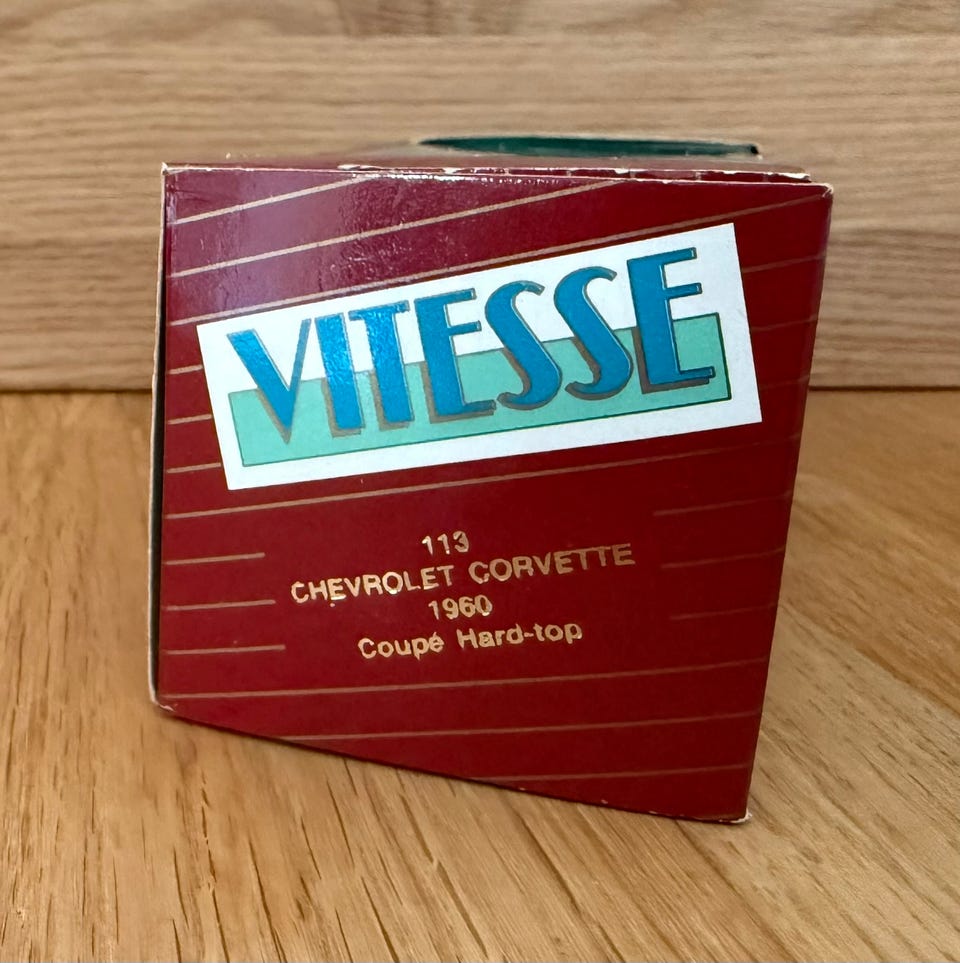 VITESSE
113
CHEVROLET CORVETTE
1960
Coupé Hard-top